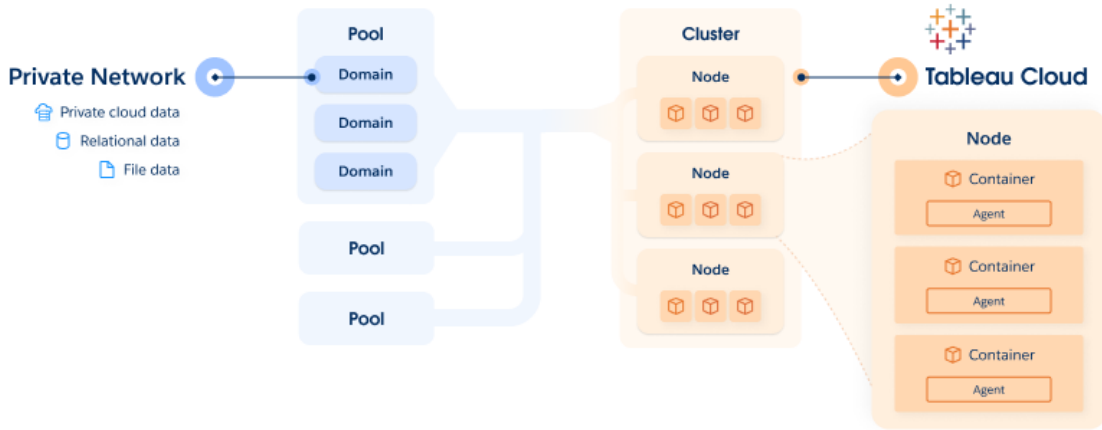 Private Network
Private cloud data
Relational data
File data
Pool
Domain
Domain
Domain
Pool
Pool
Cluster
Node
Node
Node
Tableau Cloud
Node
Container
Agent
Container
Agent
Container
Agent